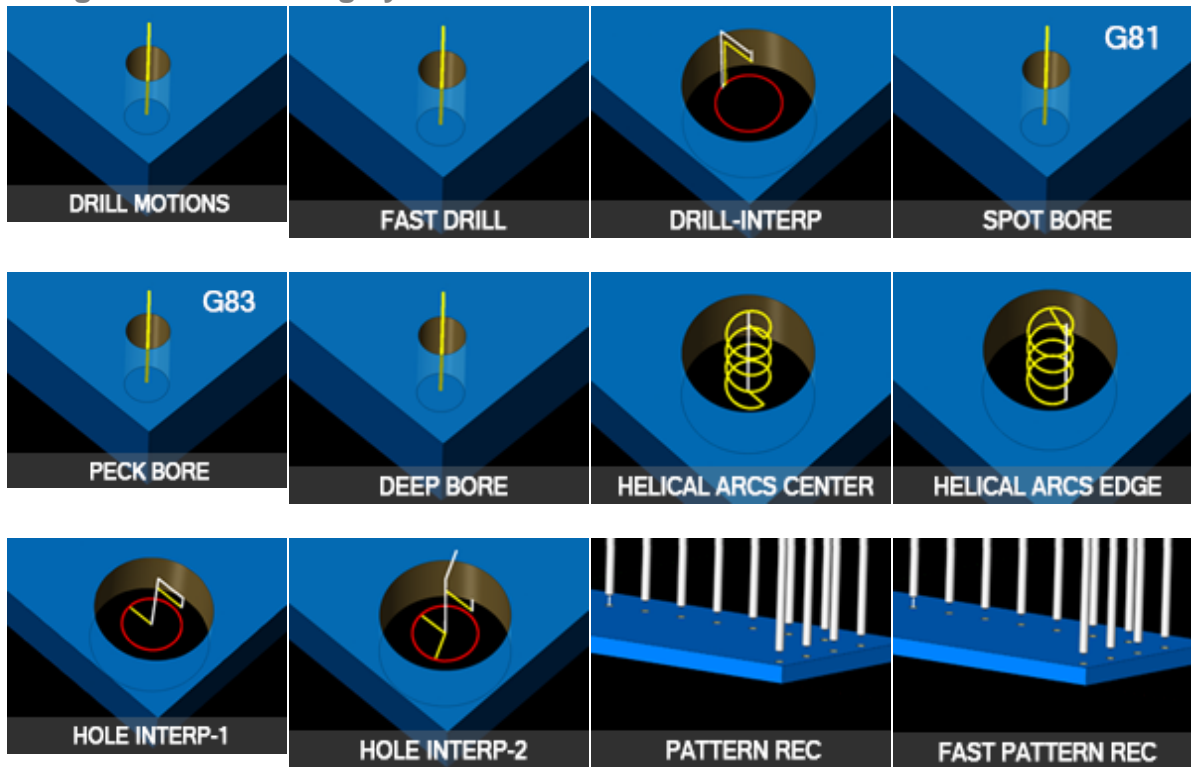 DRILL MOTIONS
FAST DRILL
DRILL-INTERP
G81
SPOT BORE
G83
PECK BORE
DEEP BORE
HELICAL ARCS CENTER
HELICAL ARCS EDGE
HOLE INTERP-1
HOLE INTERP-2
PATTERN REC
FAST PATTERN REC